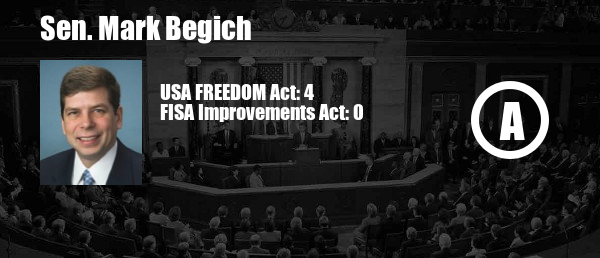 Sen. Mark Begich
USA FREEDOM Act: 4
FISA Improvements Act: 0
A